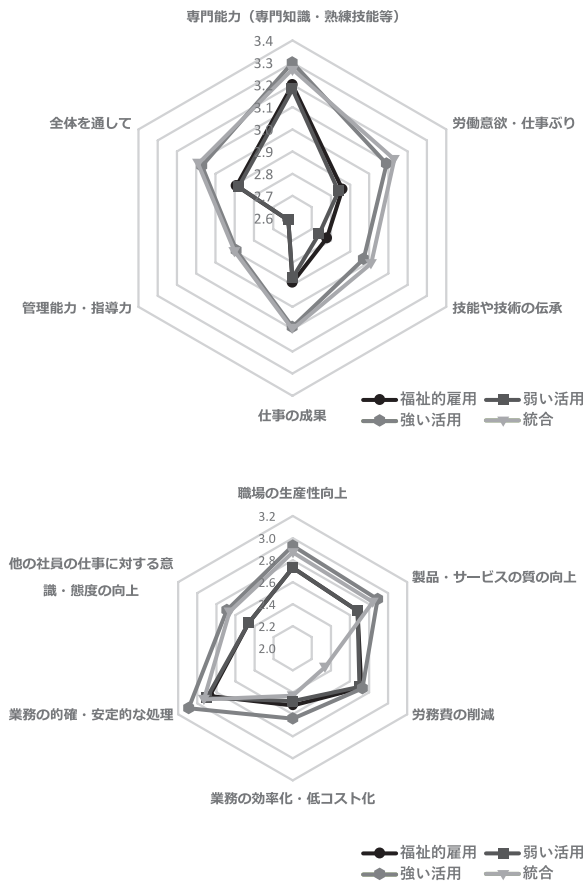 専門能力（専門知識・熟練技能等）
3.4
3.3
3.2
3.1
3.0
2.9
2.8
2.7
2.6
労働意欲・仕事ぶり
技能や技術の伝承
仕事の成果
管理能力・指導力
全体を通して
福祉的雇用
弱い活用
強い活用
統合
職場の生産性向上
3.2
3.0
2.8
2.6
2.4
2.2
2.0
製品・サービスの質の向上
労務費の削減
業務の効率化・低コスト化
業務の的確・安定的な処理
他の社員の仕事に対する意
識・態度の向上
福祉的雇用
弱い活用
強い活用
統合